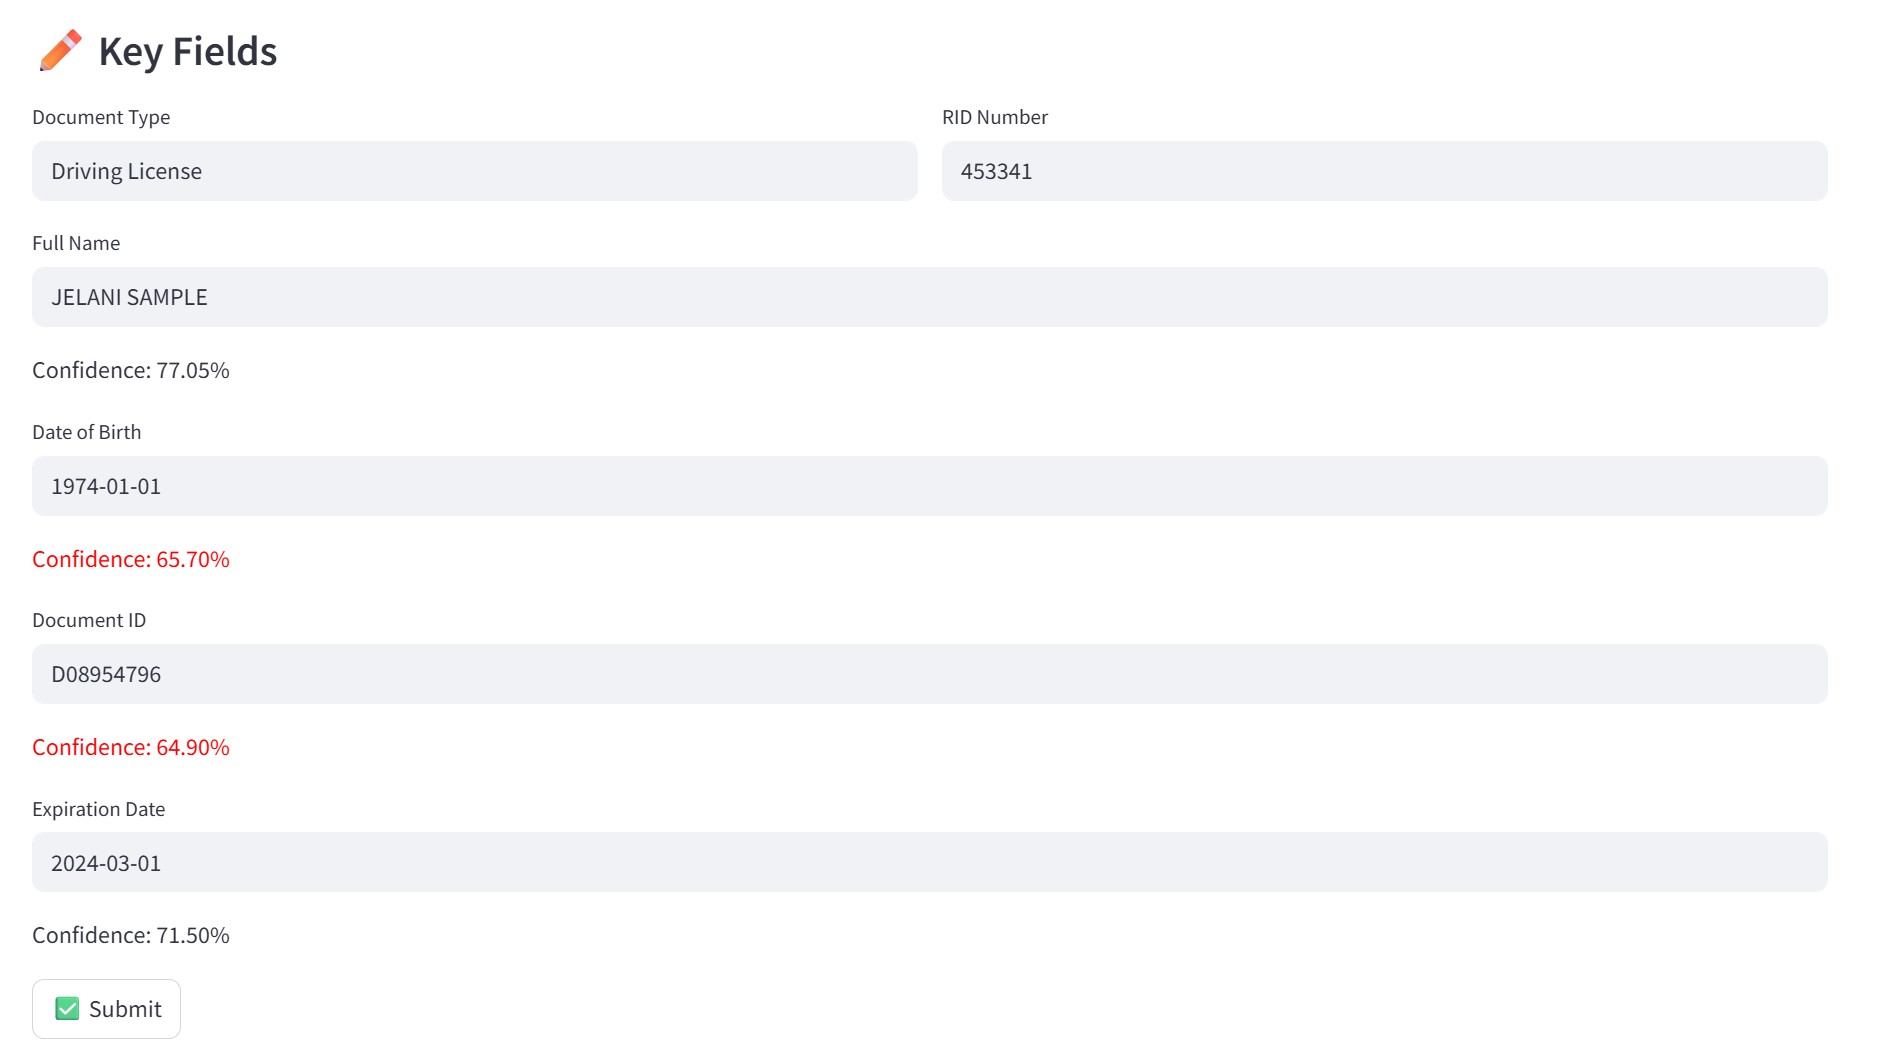 Key Fields
Document Type
RID Number
Driving License
453341
Full Name
JELANI SAMPLE
Confidence: 77.05%
Date of Birth
1974-01-01
Confidence: 65.70%
Document ID
D08954796
Confidence: 64.90%
Expiration Date
2024-03-01
Confidence: 71.50%
Submit